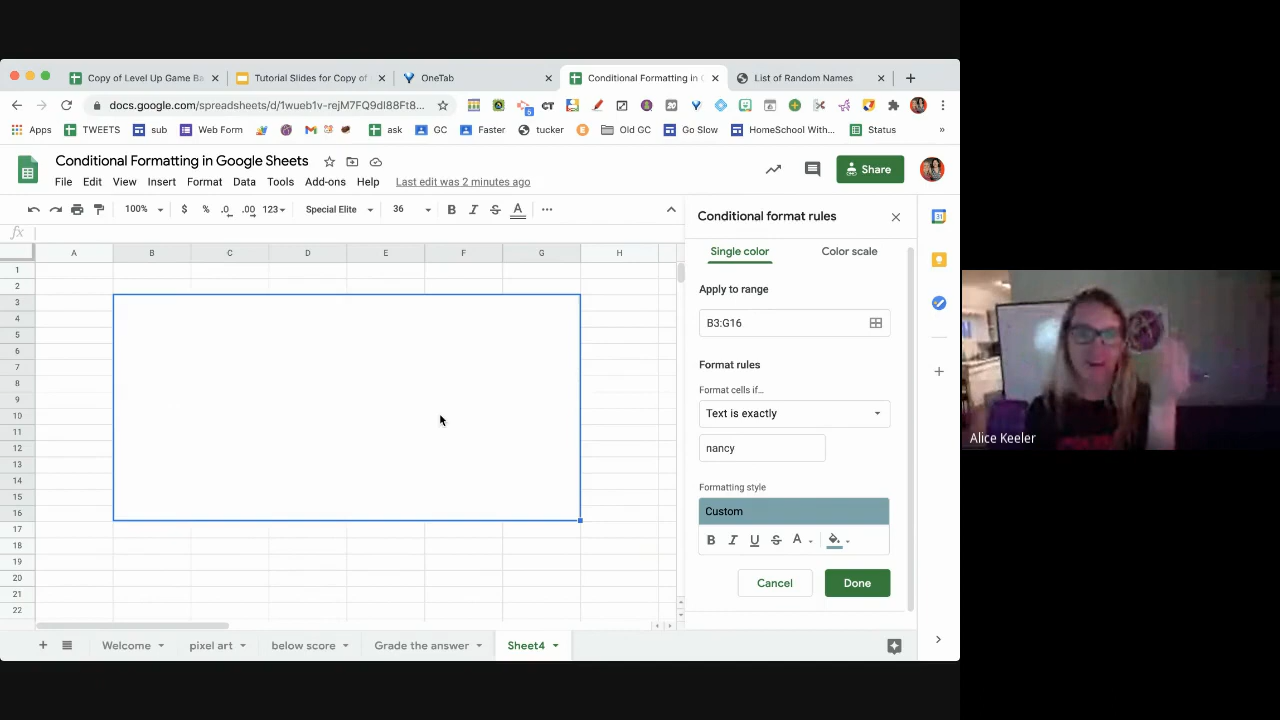 Copy of Level Up Game Ba
Tutorial Slides for Copy of
OneTab
Conditional Formatting in G
List of Random Names
docs.google.com/spreadsheets/d/1wueb1v-rejM7FQ9dI88Ft8...
Apps
TWEETS
sub
Web Form
ask
GC
Faster
tucker
Old GC
Go Slow
HomeSchool With...
Status
»
Conditional Formatting in Google Sheets
Share
File Edit View Insert Format Data Tools Add-ons Help Last edit was 2 minutes ago
100% $ % .0 .00 123 Special Elite 36 B I S A ...
fx
A B C D E F G H
1
2
3
4
5
6
7
8
9
10
11
12
13
14
15
16
17
18
19
20
21
22
Conditional format rules
Single color Color scale
Apply to range
B3:G16
Format rules
Format cells if...
Text is exactly
nancy
Formatting style
Custom
B I U S A
Cancel Done
Welcome pixel art below score Grade the answer Sheet4
Alice Keeler